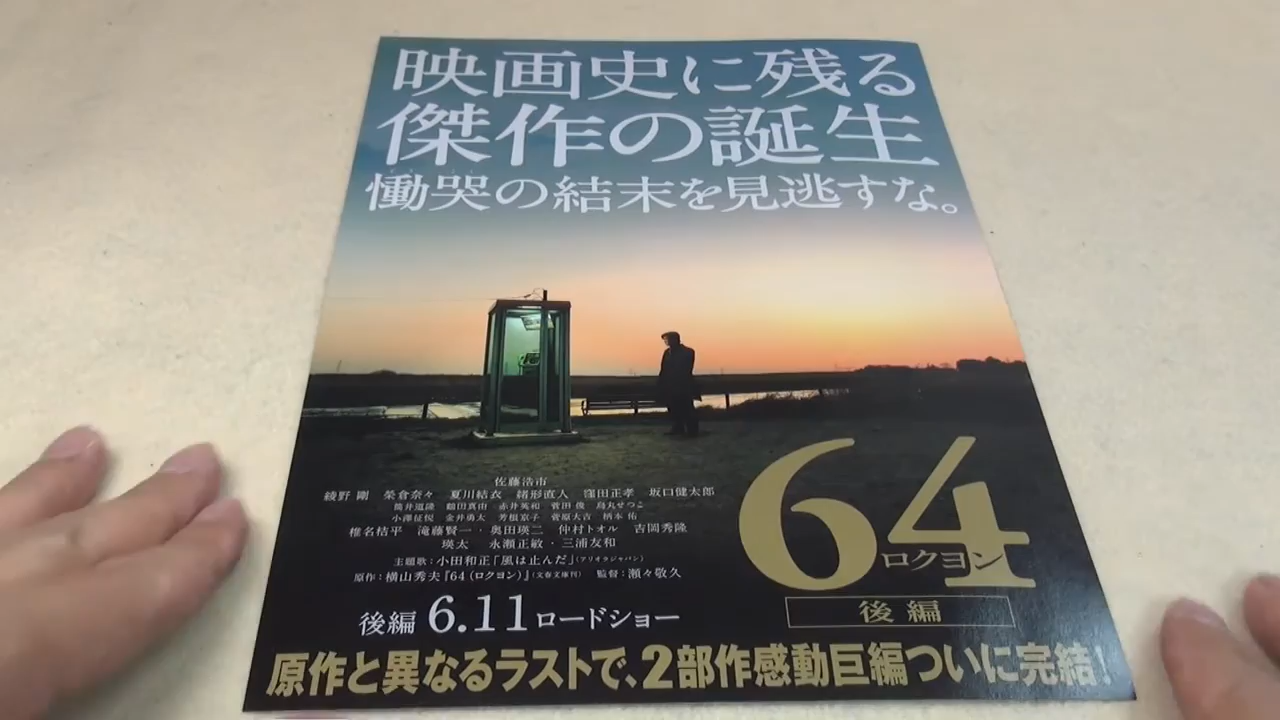 映画史に残る
傑作の誕生
慟哭の結末を見逃すな。
佐藤浩市
綾野 剛 榮倉奈々 夏川結衣 緒形直人 窪田正孝 坂口健太郎
筒井道隆 鶴田真由 赤井英和 菅田 俊 烏丸せつこ
小澤征悦 金井勇太 芳根京子 菅原大吉 柄本 佑
椎名桔平 滝藤賢一・奥田瑛二 仲村トオル 吉岡秀隆
瑛太 永瀬正敏・三浦友和
主題歌:小田和正「風は止んだ」(アリオラジャパン)
原作:横山秀夫『64(ロクヨン)』(文春文庫刊) 監督:瀬々敬久
64
ロクヨン
後編
後編 6.11ロードショー
原作と異なるラストで、2部作感動巨編ついに完結!